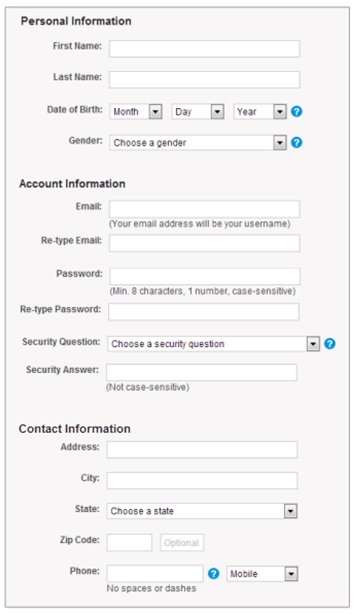 Personal Information
First Name:
Last Name:
Date of Birth: Month Day Year ?
Gender: Choose a gender ?
Account Information
Email:
(Your email address will be your username)
Re-type Email:
Password:
(Min. 8 characters, 1 number, case-sensitive)
Re-type Password:
Security Question: Choose a security question ?
Security Answer:
(Not case-sensitive)
Contact Information
Address:
City:
State: Choose a state
Zip Code: Optional
Phone: ? Mobile
No spaces or dashes